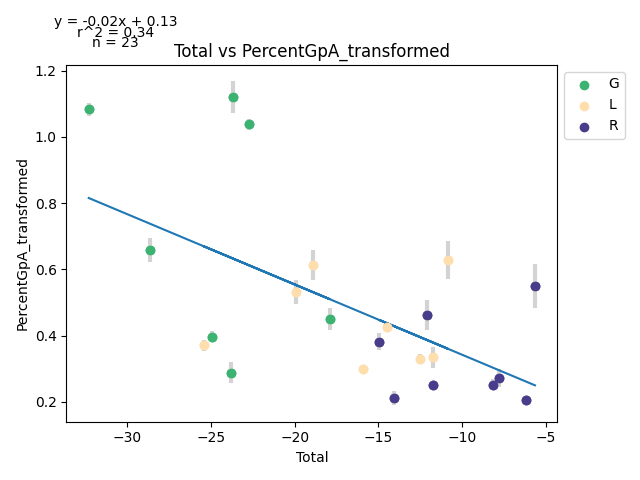 y = -0.02x + 0.13
r^2 = 0.34
n = 23
Total vs PercentGpA_transformed
G
L
R
PercentGpA_transformed
1.2
1.0
0.8
0.6
0.4
0.2
−30
−25
−20
−15
−10
−5
Total